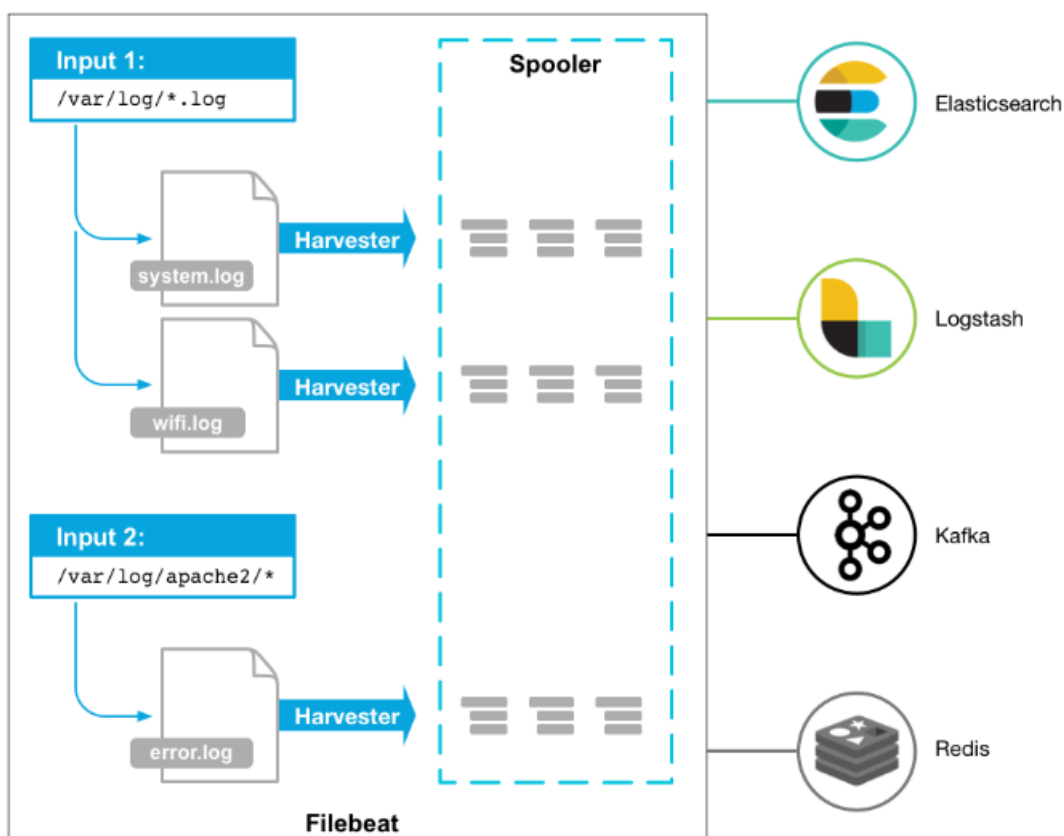 Input 1:
/var/log/*.log
Spooler
Elasticsearch
Harvester
system.log
Logstash
Harvester
wifi.log
Input 2:
/var/log/apache2/*
Kafka
Harvester
error.log
Redis
Filebeat